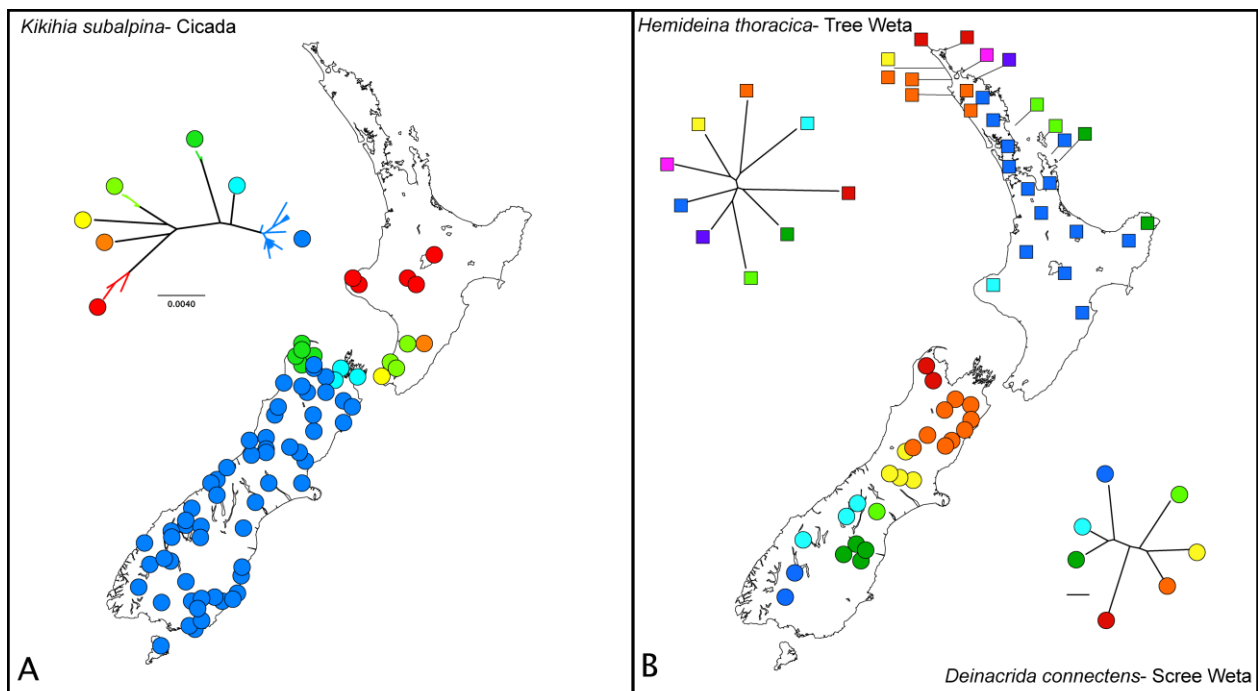 Kikihia subalpina- Cicada
0.0040
A
Hemideina thoracica- Tree Weta
B
Deinacrida connectens- Scree Weta